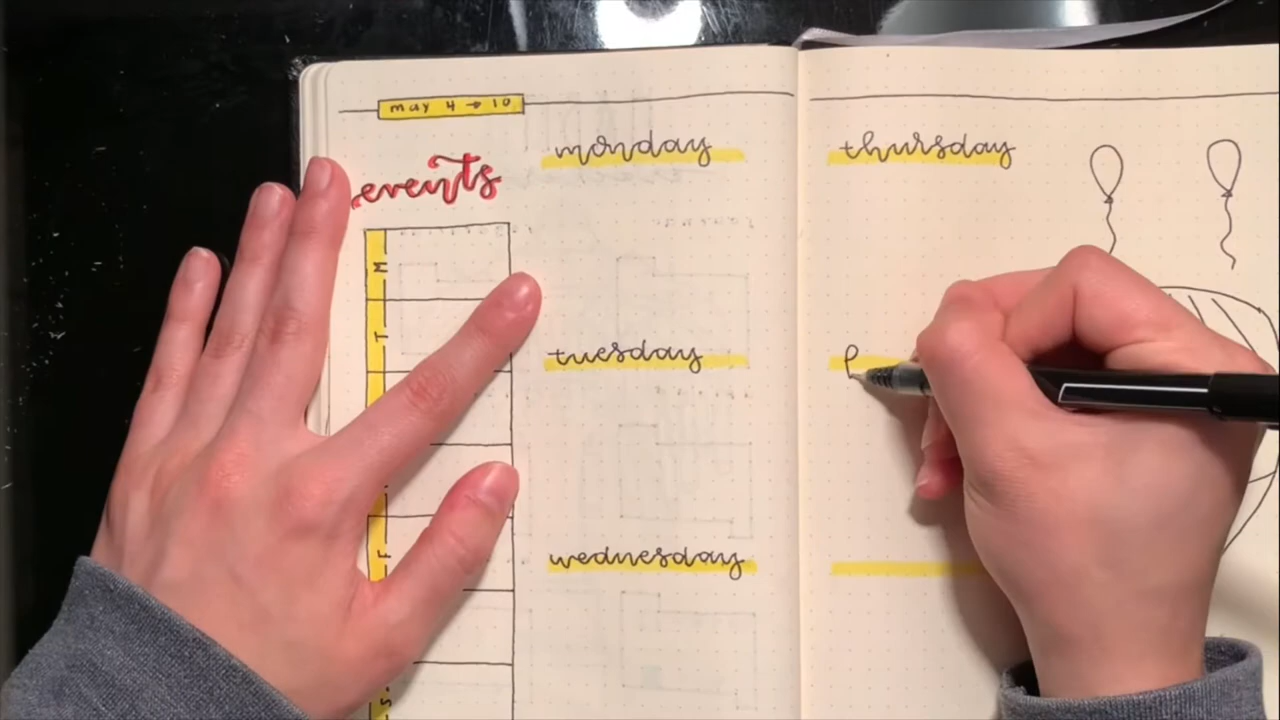 may 4 → 10
events
monday
thursday
M
T
tuesday
F
wednesday
S